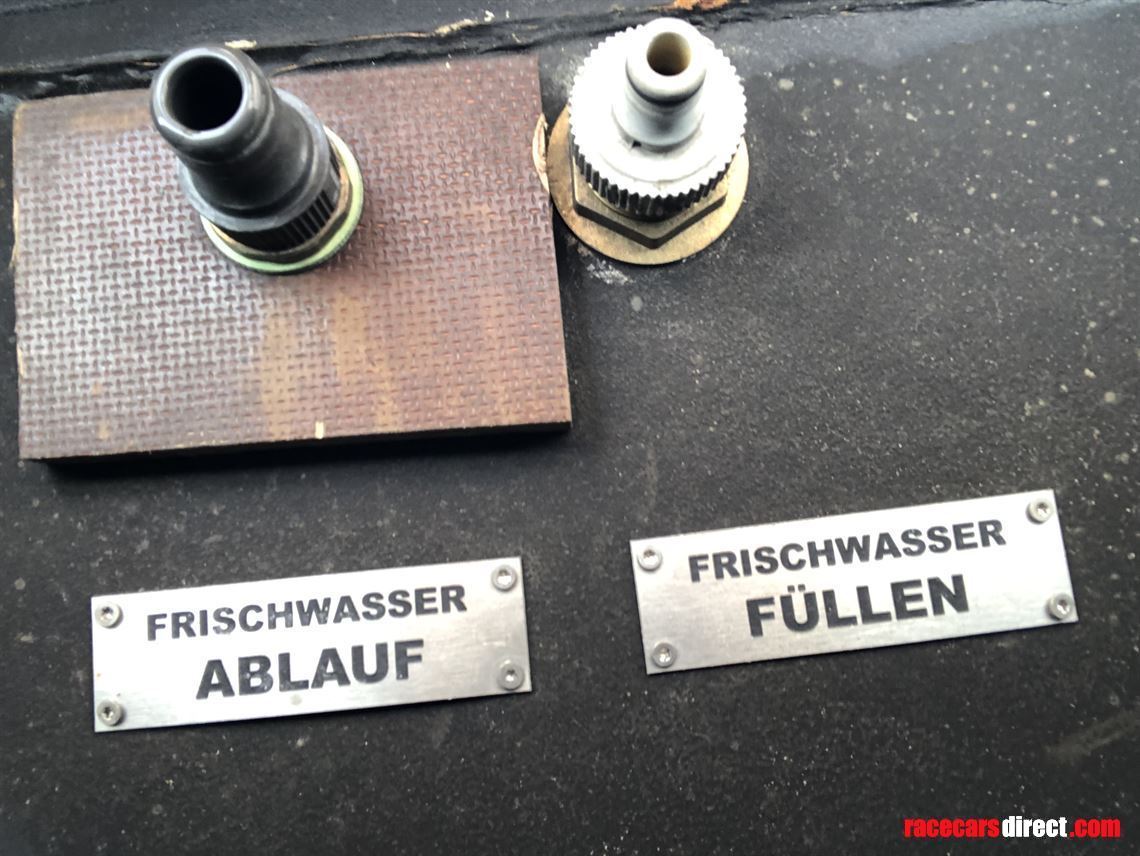 FRISCHWASSER
ABLAUF
FRISCHWASSER
FÜLLEN
racecarsdirect.com